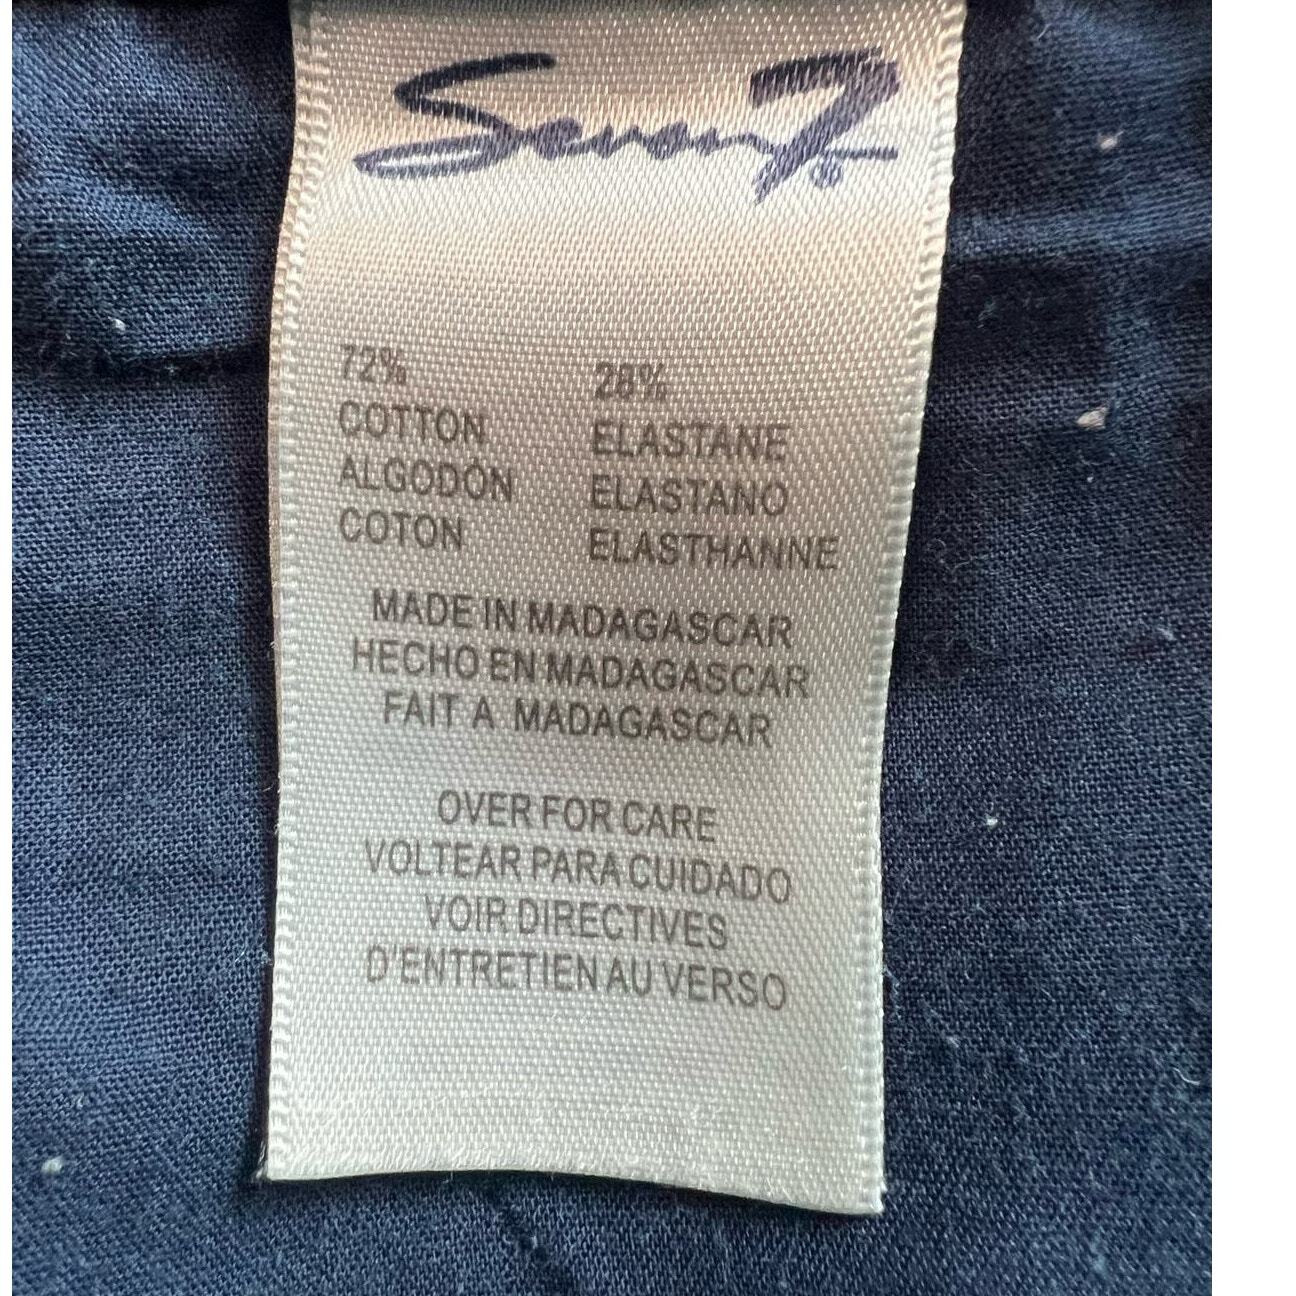 Seven7®
72% 28%
COTTON ELASTANE
ALGODÓN ELASTANO
COTON ELASTHANNE
MADE IN MADAGASCAR
HECHO EN MADAGASCAR
FAIT A MADAGASCAR
OVER FOR CARE
VOLTEAR PARA CUIDADO
VOIR DIRECTIVES
D'ENTRETIEN AU VERSO